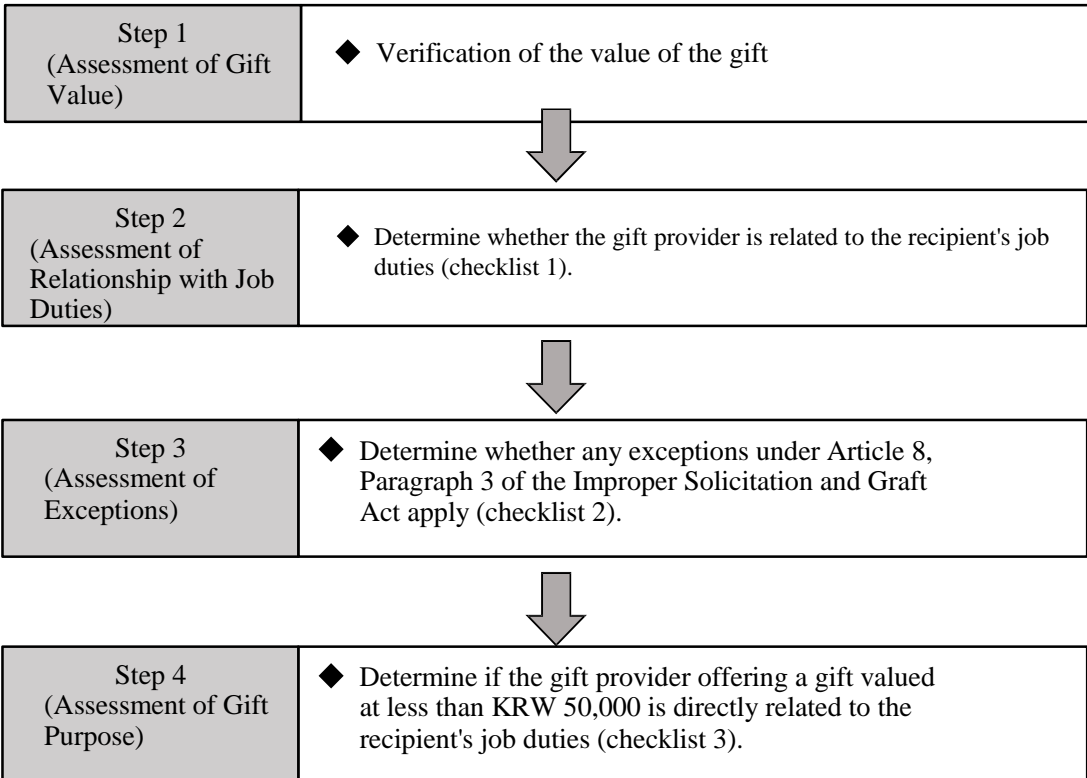 Step 1
(Assessment of Gift
Value)
◆ Verification of the value of the gift
Step 2
(Assessment of
Relationship with Job
Duties)
◆ Determine whether the gift provider is related to the recipient's job
duties (checklist 1).
Step 3
(Assessment of
Exceptions)
◆ Determine whether any exceptions under Article 8,
Paragraph 3 of the Improper Solicitation and Graft
Act apply (checklist 2).
Step 4
(Assessment of Gift
Purpose)
◆ Determine if the gift provider offering a gift valued
at less than KRW 50,000 is directly related to the
recipient's job duties (checklist 3).